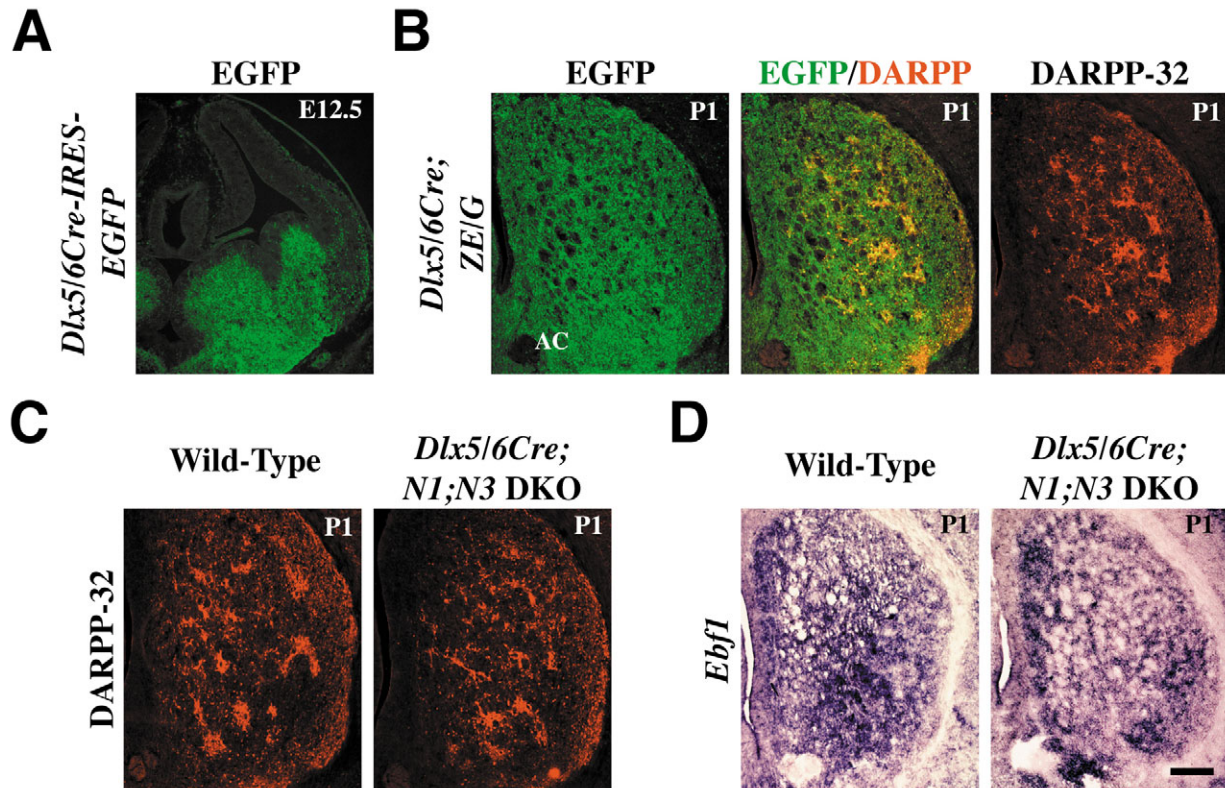 A
EGFP
E12.5
Dlx5/6Cre-IRES-
EGFP
B
EGFP
EGFP/DARPP
DARPP-32
P1
P1
P1
Dlx5/6Cre;
ZE/G
AC
C
Wild-Type
Dlx5/6Cre;
N1;N3 DKO
P1
P1
DARPP-32
D
Wild-Type
Dlx5/6Cre;
N1;N3 DKO
P1
P1
Ebf1